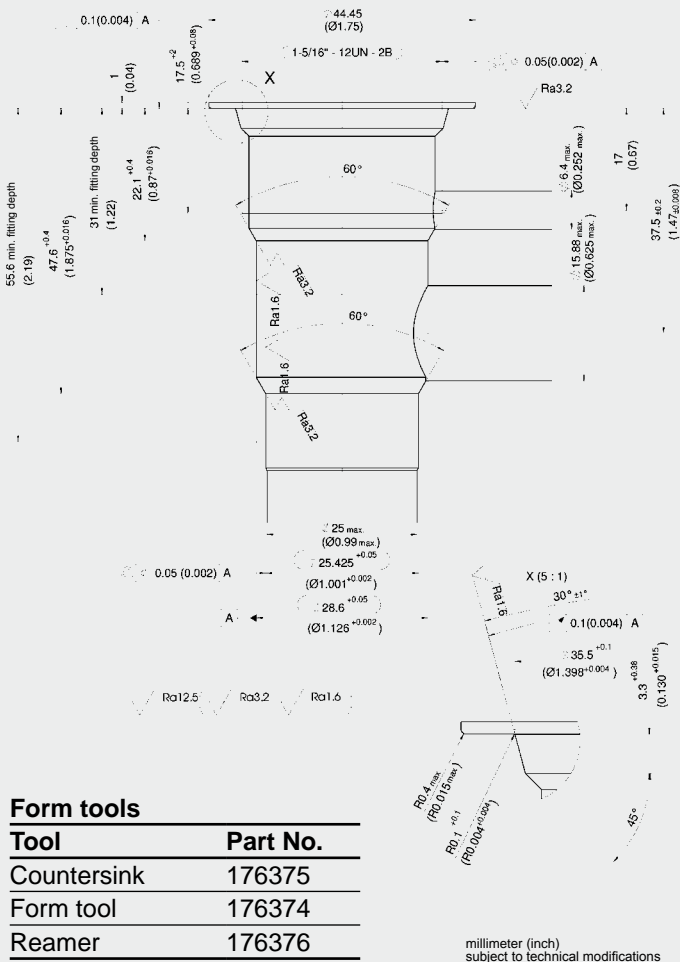 0.1(0.004) A
44.45
(Ø1.75)
1-5/16" - 12UN - 2B
0.05(0.002) A
Ra3.2
X
17.5 +2
(0.689+0.08)
1
(0.04)
22.1 +0.4
(0.87+0.016)
31 min. fitting depth
(1.22)
47.6 +0.4
(1.875+0.016)
55.6 min. fitting depth
(2.19)
60°
6.4 max.
(Ø0.252 max.)
17
(0.67)
37.5 ±0.2
(1.47±0.008)
15.88 max.
(Ø0.625 max.)
Ra3.2
Ra1.6
60°
Ra1.6
Ra3.2
25 max.
(Ø0.99 max.)
25.425 +0.05
0.05 (0.002) A
(Ø1.001 +0.002)
28.6 +0.05
A
(Ø1.126 +0.002)
Ra12.5 Ra3.2 Ra1.6
X (5 : 1)
30° ±1°
Ra1.6
0.1(0.004) A
35.5 +0.1
(Ø1.398 +0.004)
3.3 +0.38
(0.130 +0.015)
R0.4 max
(R0.015 max)
R0.1 +0.1
(R0.004+0.004)
45°
Form tools
Tool Part No.
Countersink 176375
Form tool 176374
Reamer 176376
millimeter (inch)
subject to technical modifications